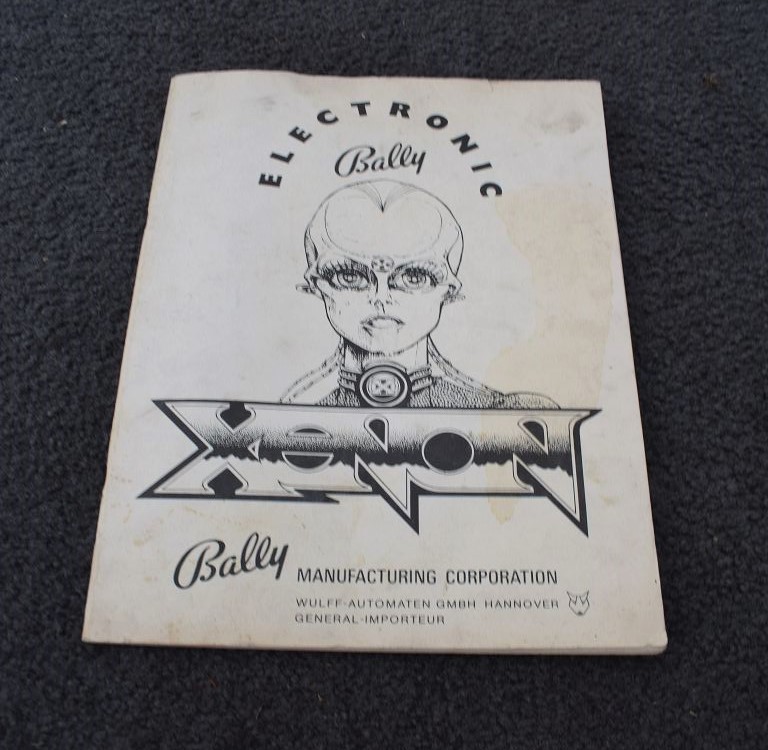 ELECTRONIC
Bally
XENON
Bally MANUFACTURING CORPORATION
WULFF-AUTOMATEN GMBH HANNOVER
GENERAL-IMPORTEUR